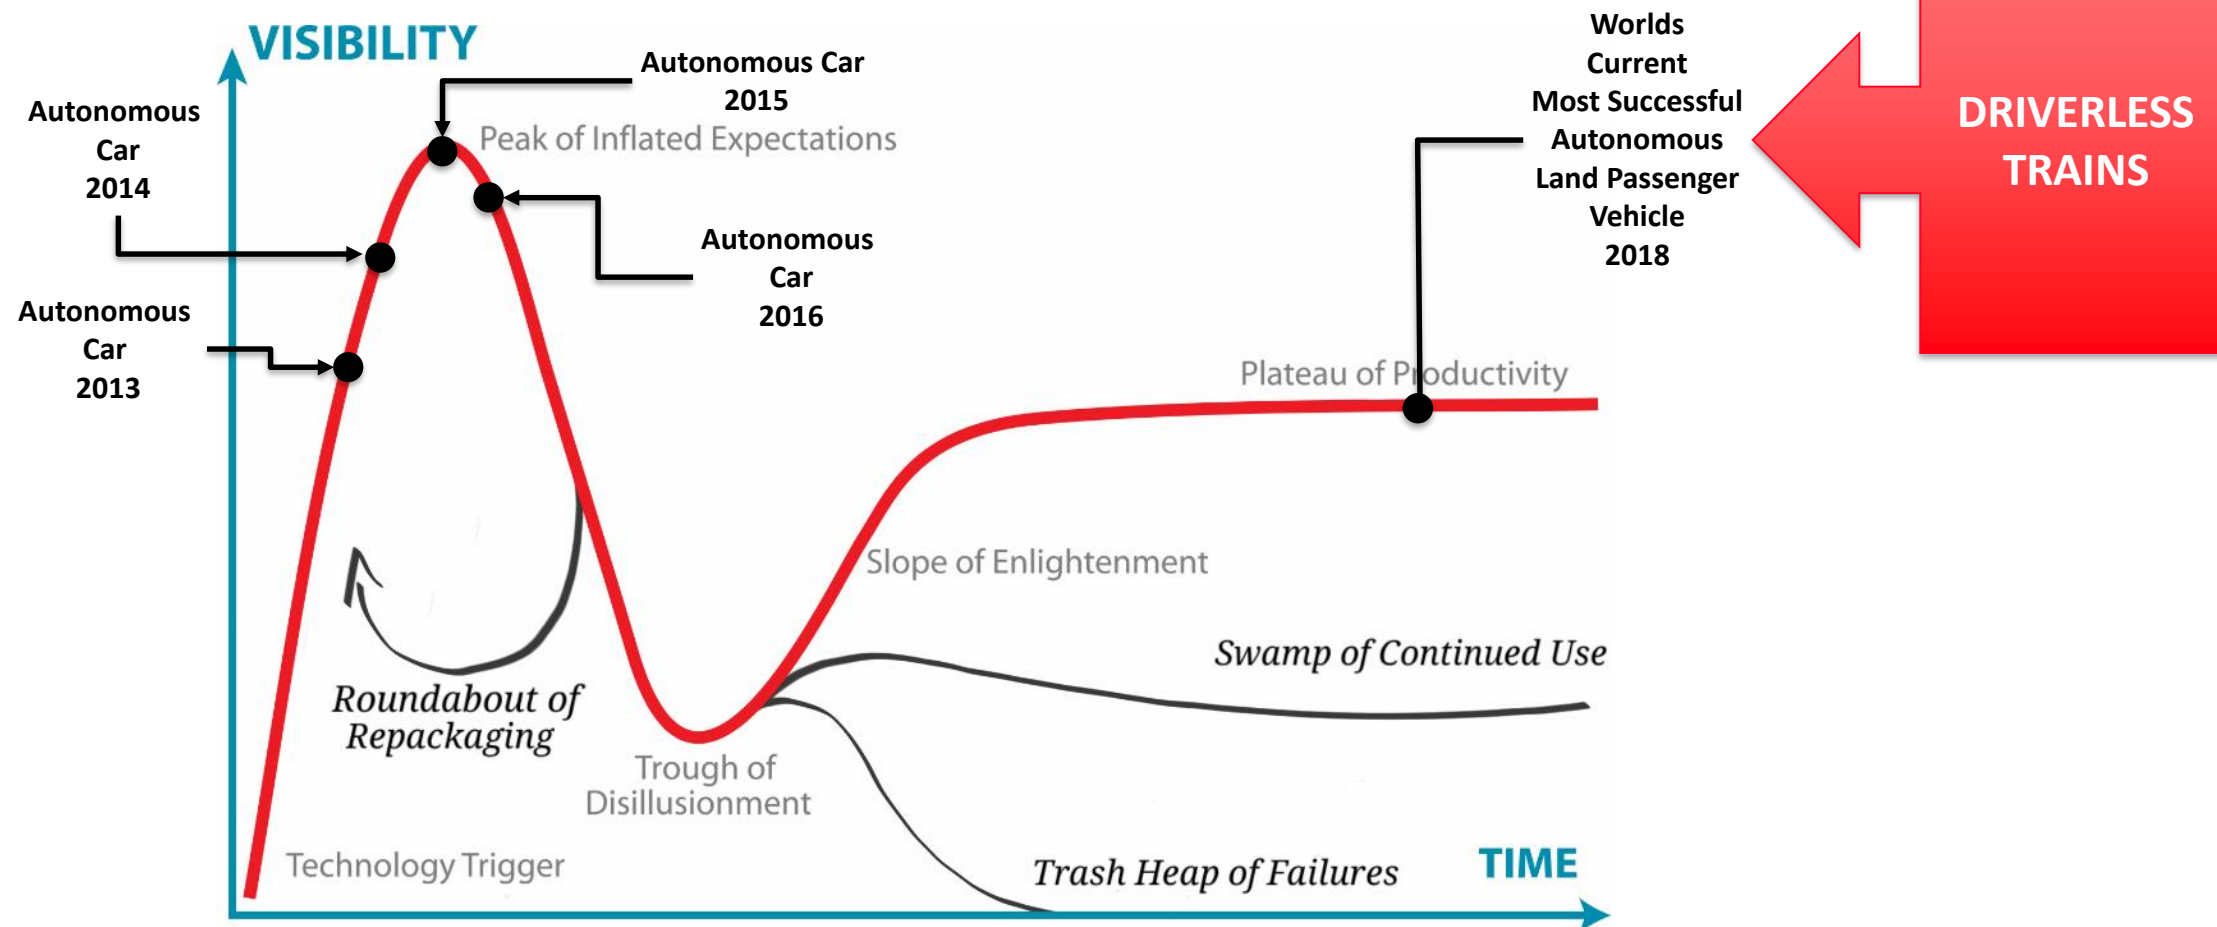 VISIBILITY
Autonomous Car
2015
Peak of Inflated Expectations
Autonomous
Car
2014
Autonomous
Car
2016
Autonomous
Car
2013
Worlds
Current
Most Successful
Autonomous
Land Passenger
Vehicle
2018
DRIVERLESS
TRAINS
Plateau of Productivity
Slope of Enlightenment
Swamp of Continued Use
Roundabout of
Repackaging
Trough of
Disillusionment
Technology Trigger
Trash Heap of Failures
TIME